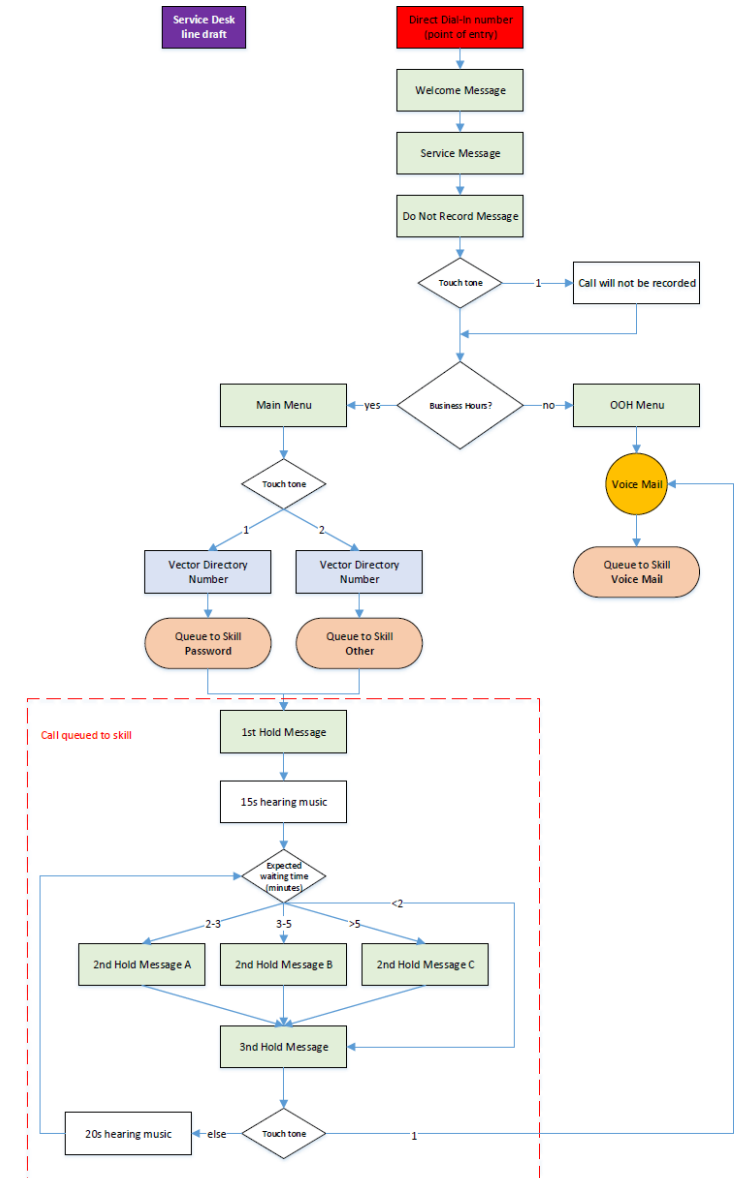 Service Desk
line draft
Direct Dial-In number
(point of entry)
Welcome Message
Service Message
Do Not Record Message
Touch tone
1
Call will not be recorded
Main Menu
yes
Business Hours?
no
OOH Menu
Touch tone
Voice Mail
1
2
Vector Directory
Number
Vector Directory
Number
Queue to Skill
Voice Mail
Queue to Skill
Password
Queue to Skill
Other
Call queued to skill
1st Hold Message
15s hearing music
Expected
waiting time
(minutes)
<2
2-3
3-5
>5
2nd Hold Message A
2nd Hold Message B
2nd Hold Message C
3nd Hold Message
20s hearing music
else
Touch tone
1